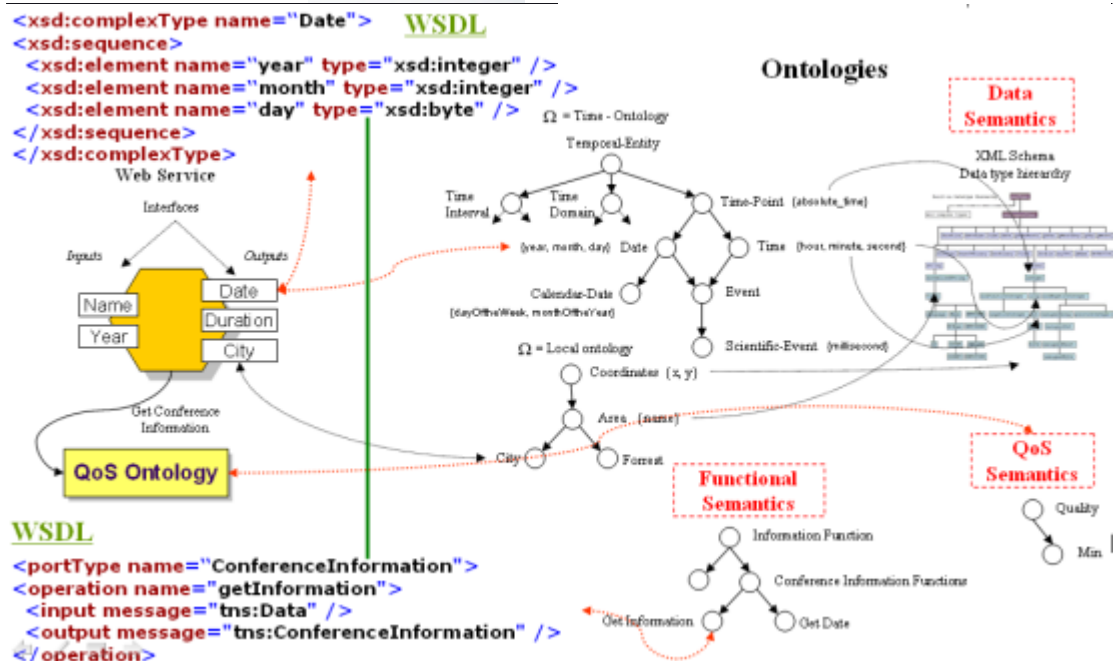 <xsd:complexType name="Date">
<xsd:sequence>
<xsd:element name="year" type="xsd:integer" />
<xsd:element name="month" type="xsd:integer" />
<xsd:element name="day" type="xsd:byte" />
</xsd:sequence>
</xsd:complexType>
WSDL
Web Service
Interfaces
Inputs
Outputs
Name
Year
Date
Duration
City
Get Conference
Information
QoS Ontology
WSDL
<portType name="ConferenceInformation">
<operation name="getInformation">
<input message="tns:Data" />
<output message="tns:ConferenceInformation" />
</operation>
Ontologies
Ω = Time - Ontology
Temporal-Entity
Time
Interval
Time
Domain
Time-Point {absolute_time}
{year, month, day} Date
Time {hour, minute, second}
Calendar-Date
{dayOftheWeek, monthOftheYear}
Event
Scientific-Event {millisecond}
Ω = Local ontology
Coordinates {x, y}
Area {name}
City
Forrest
Data
Semantics
XML Schema
Data type hierarchy
Functional
Semantics
Information Function
Conference Information Functions
Get Information
Get Date
QoS
Semantics
Quality
Min